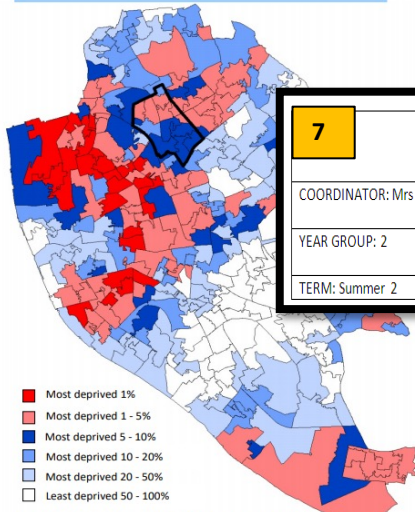 7
COORDINATOR: Mrs
YEAR GROUP: 2
TERM: Summer 2
Most deprived 1%
Most deprived 1 - 5%
Most deprived 5 - 10%
Most deprived 10 - 20%
Most deprived 20 - 50%
Least deprived 50 - 100%